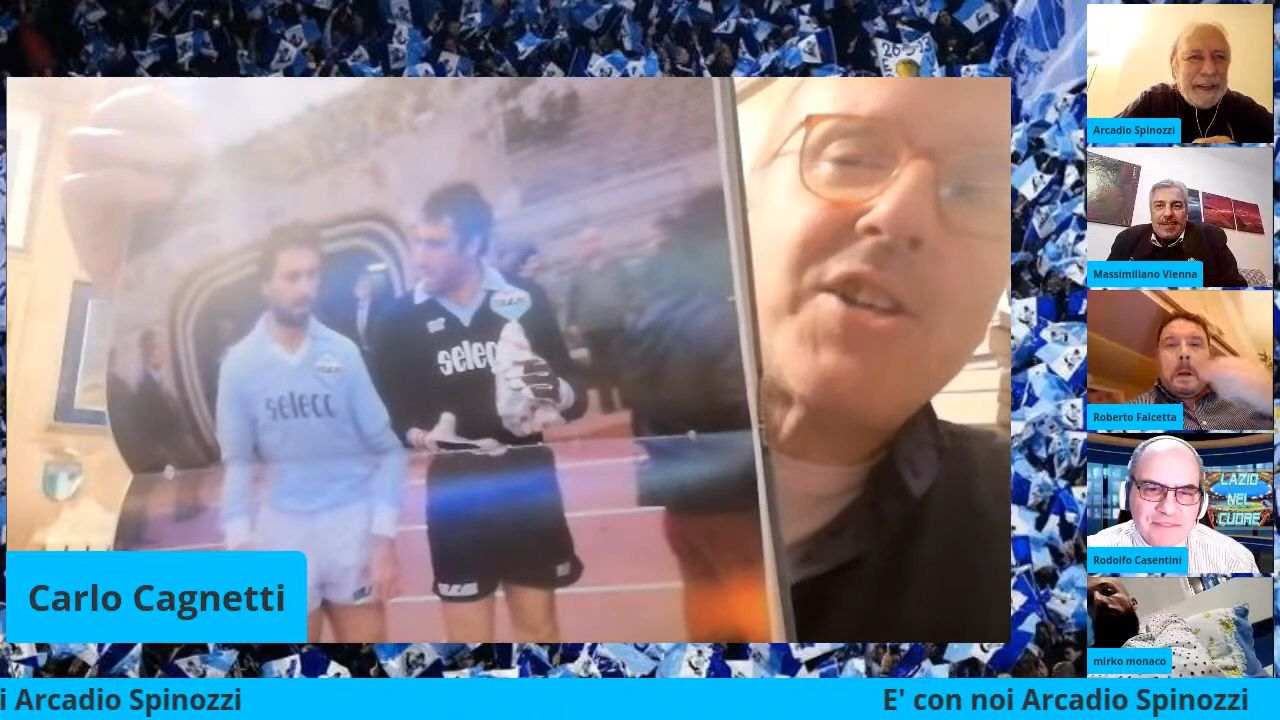 Arcadio Spinozzi
Massimiliano Vienna
Roberto Falcetta
LAZIO
NEL
CUORE
Rodolfo Casentini
mirko monaco
selecc
selec
Carlo Cagnetti
i Arcadio Spinozzi
E' con noi Arcadio Spinozzi